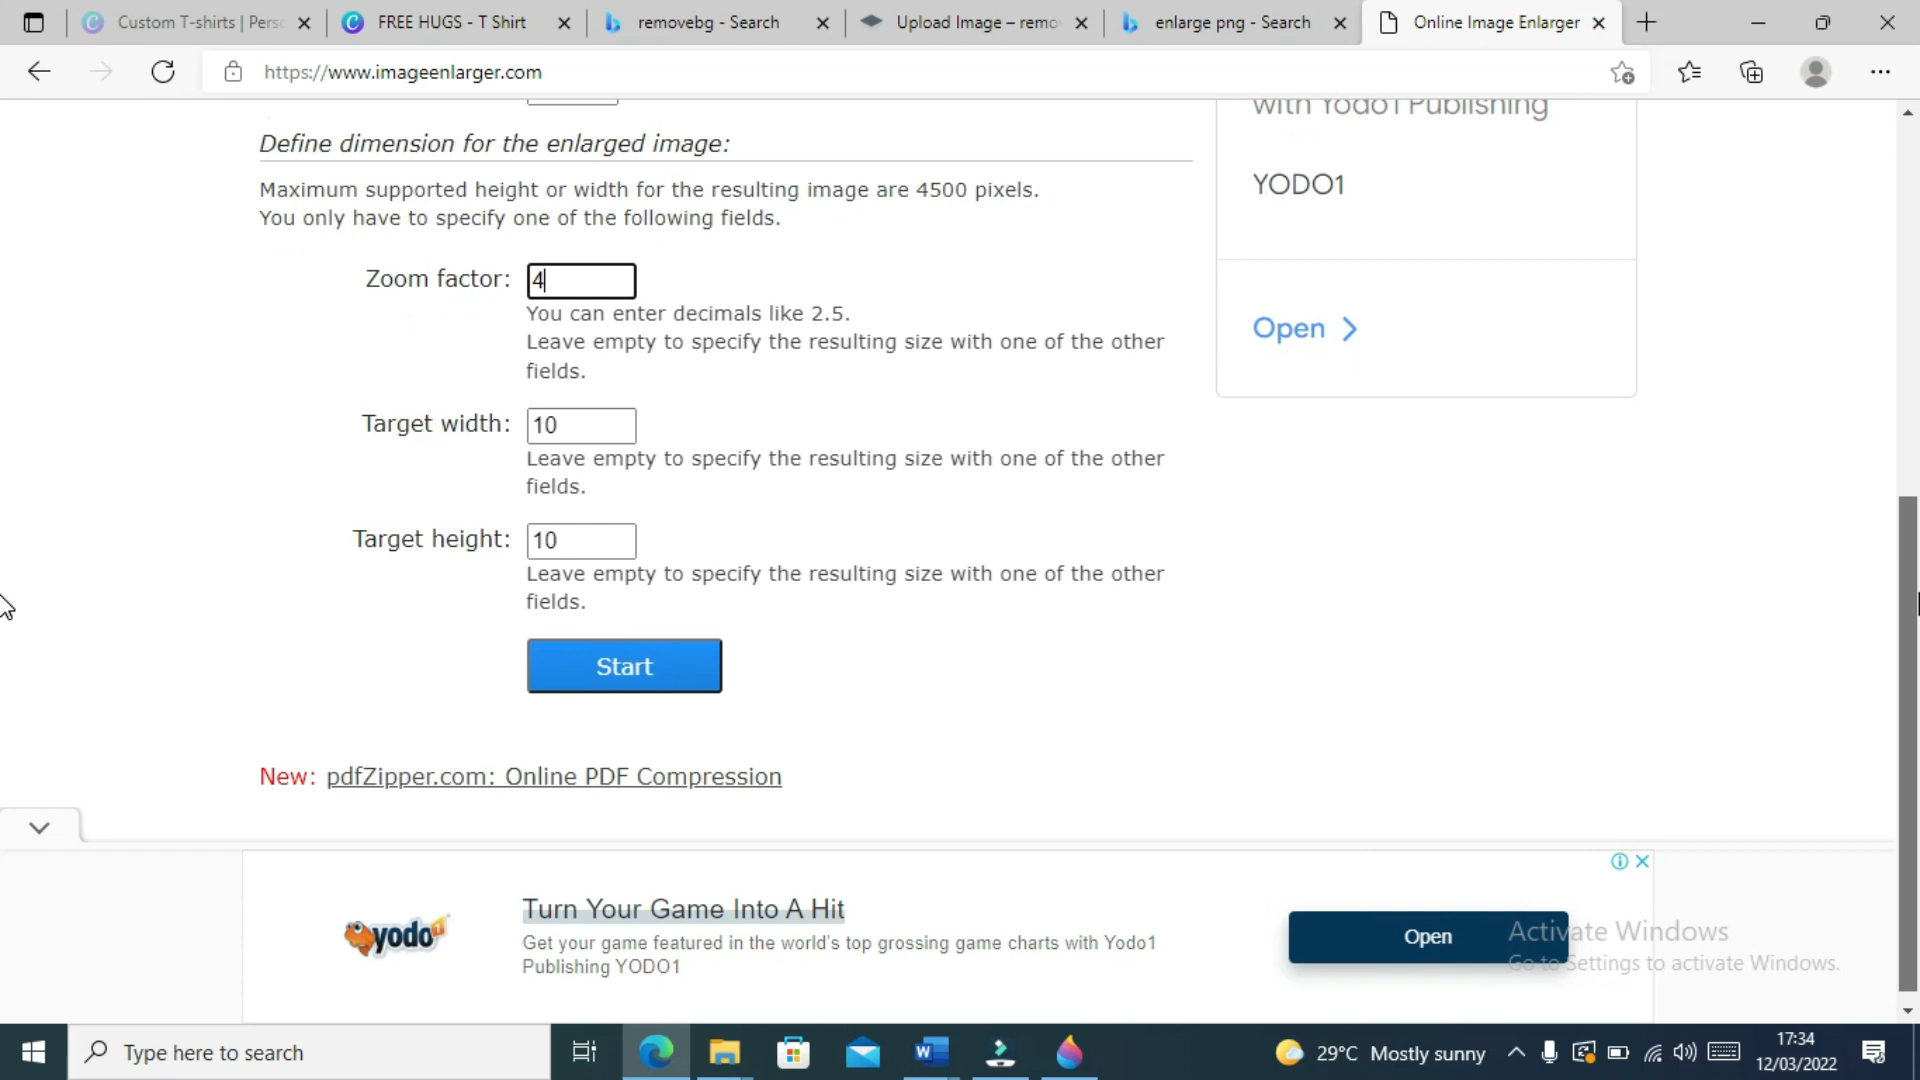 Custom T-shirts | Pers
FREE HUGS - T Shirt
removebg - Search
Upload Image – remo
enlarge png - Search
Online Image Enlarger
https://www.imageenlarger.com
with Yodo1 Publishing
Define dimension for the enlarged image:
Maximum supported height or width for the resulting image are 4500 pixels.
You only have to specify one of the following fields.
YODO1
Zoom factor: 4
You can enter decimals like 2.5.
Leave empty to specify the resulting size with one of the other
fields.
Open
Target width: 10
Leave empty to specify the resulting size with one of the other
fields.
Target height: 10
Leave empty to specify the resulting size with one of the other
fields.
Start
New: pdfZipper.com: Online PDF Compression
yodo1
Turn Your Game Into A Hit
Get your game featured in the world's top grossing game charts with Yodo1
Publishing YODO1
Open
Activate Windows
Go to Settings to activate Windows.
Type here to search
29°C Mostly sunny
17:34
12/03/2022